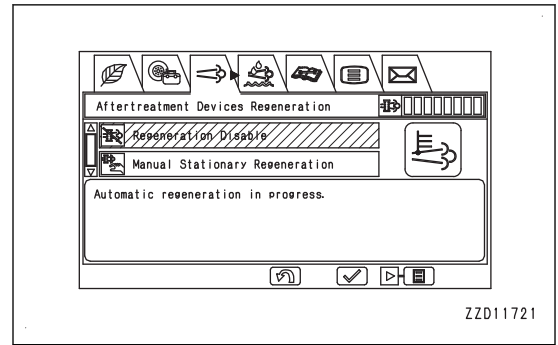 Aftertreatment Devices Regeneration
Regeneration Disable
Manual Stationary Regeneration
Automatic regeneration in progress.
ZZD11721